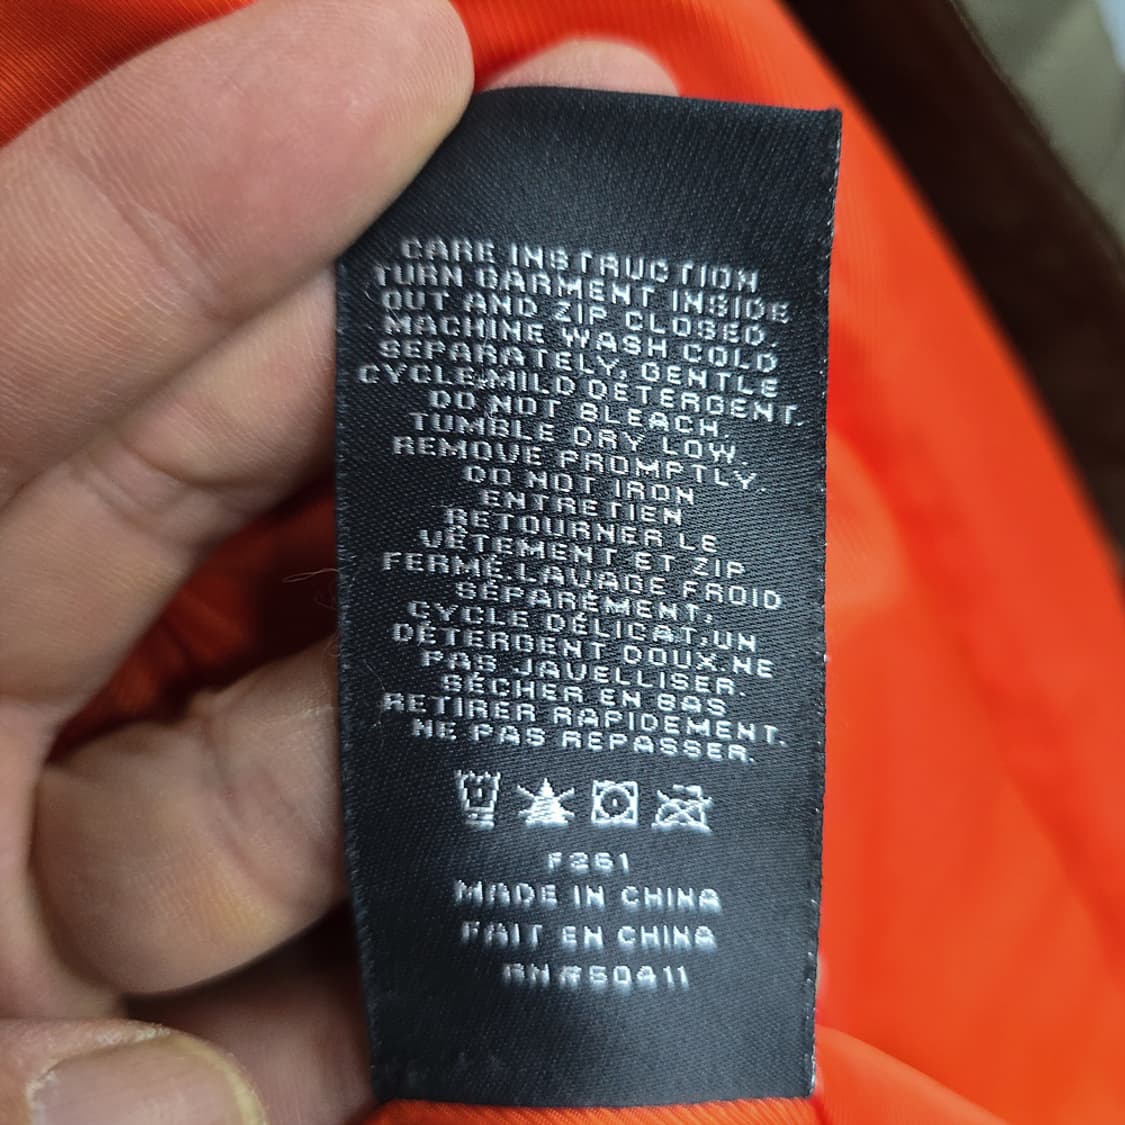 CARE INSTRUCTION
TURN GARMENT INSIDE
OUT AND ZIP CLOSED.
MACHINE WASH COLD
SEPARATELY, GENTLE
CYCLE,MILD DETERGENT.
DO NOT BLEACH.
TUMBLE DRY LOW.
REMOVE PROMPTLY.
DO NOT IRON
ENTRETIEN
RETOURNER LE
VÊTEMENT ET ZIP
FERMÉ.LAVAGE FROID
SÉPARÉMENT,
CYCLE DÉLICAT,UN
DÉTERGENT DOUX.NE
PAS JAVELLISER.
SÉCHER EN BAS
RETIRER RAPIDEMENT.
NE PAS REPASSER.
F261
MADE IN CHINA
FAIT EN CHINA
RN#50411